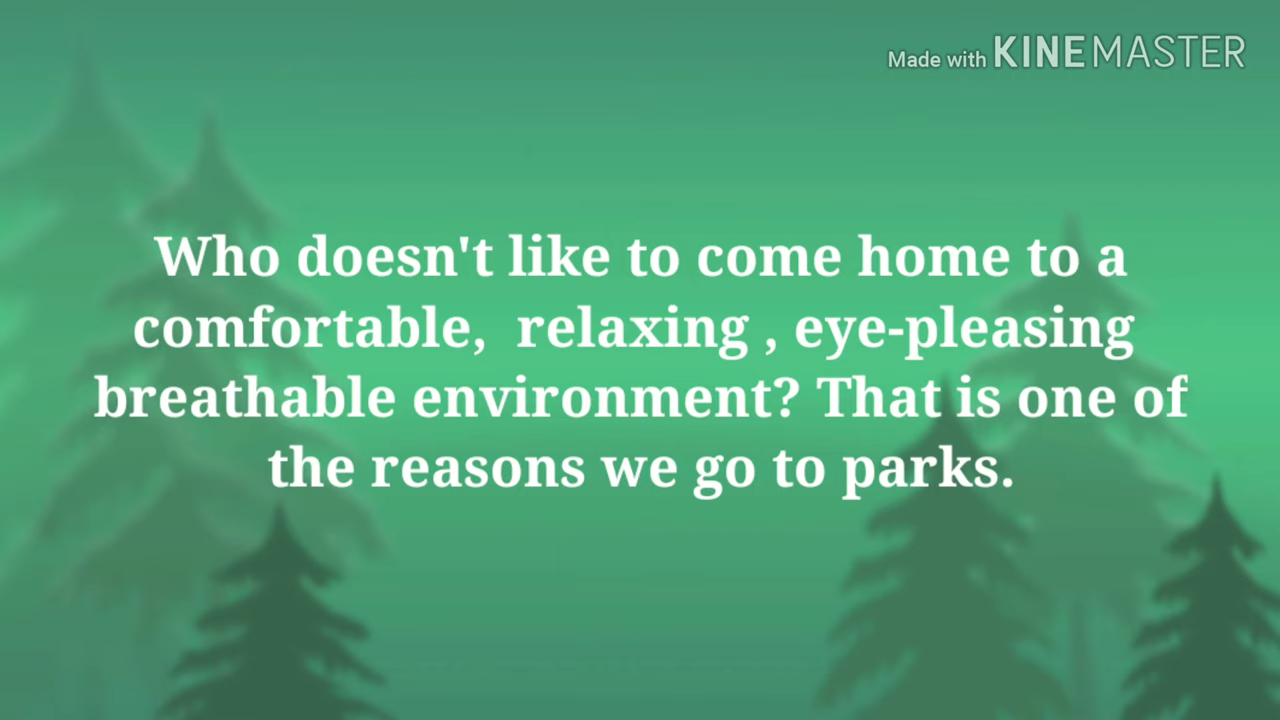 Made with KINEMASTER
Who doesn't like to come home to a
comfortable,  relaxing , eye-pleasing
breathable environment? That is one of
the reasons we go to parks.